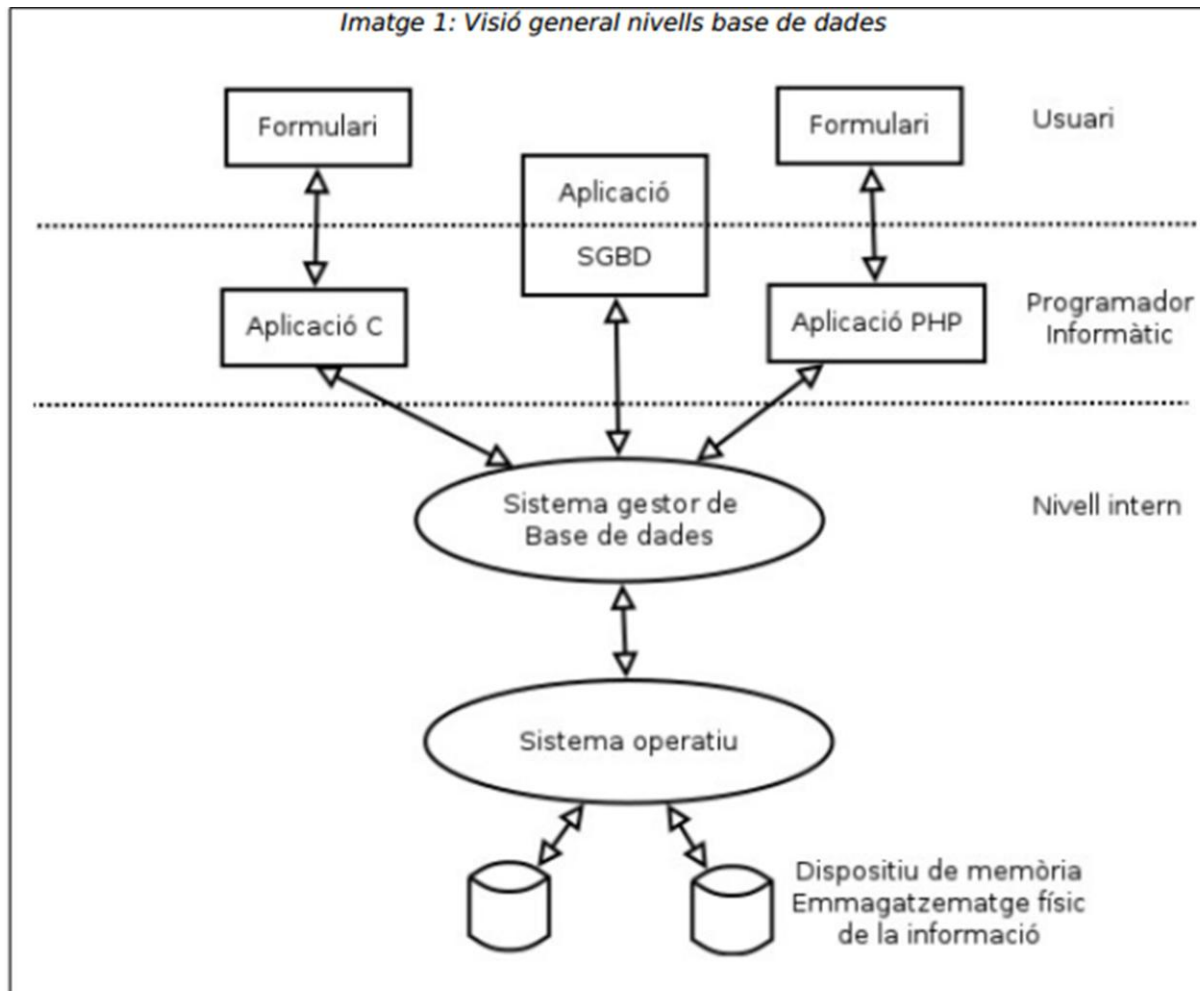 Imatge 1: Visió general nivells base de dades
Formulari
Formulari
Usuari
Aplicació
SGBD
Aplicació C
Aplicació PHP
Programador
Informàtic
Sistema gestor de
Base de dades
Nivell intern
Sistema operatiu
Dispositiu de memòria
Emmagatzematge físic
de la informació